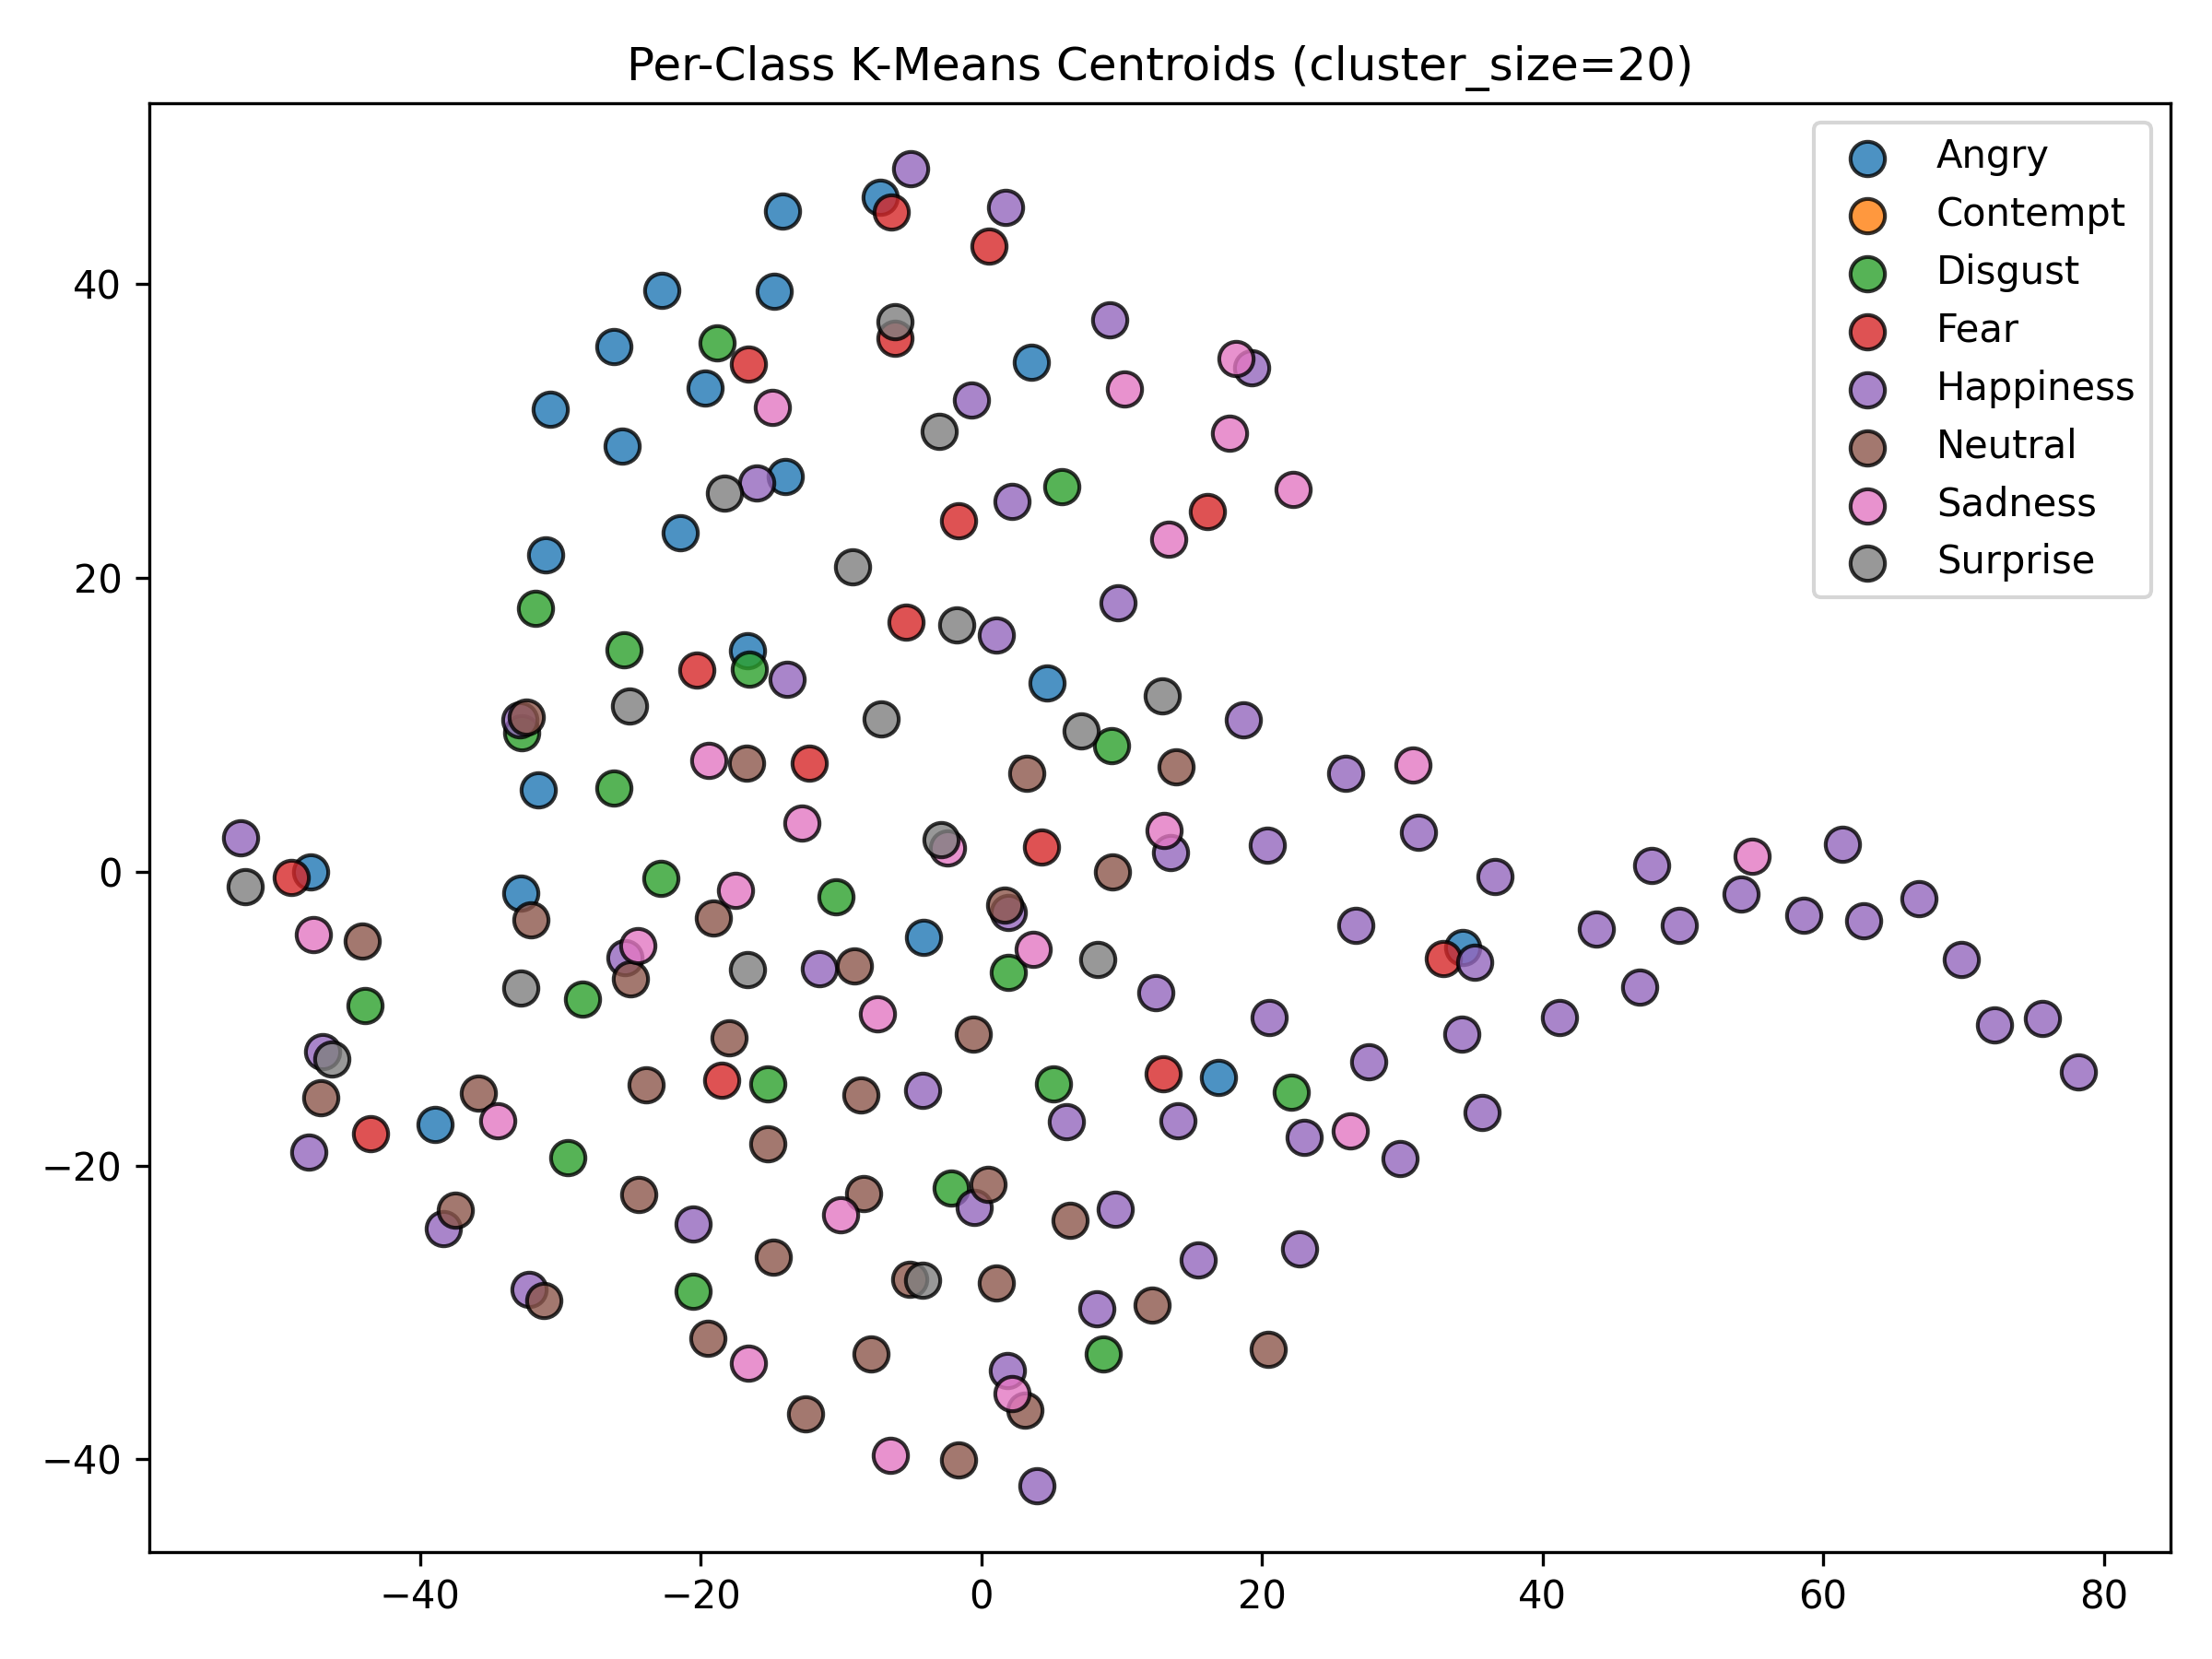 Per-Class K-Means Centroids (cluster_size=20)
Angry
Contempt
Disgust
Fear
Happiness
Neutral
Sadness
Surprise
40
20
0
−20
−40
−40 −20 0 20 40 60 80